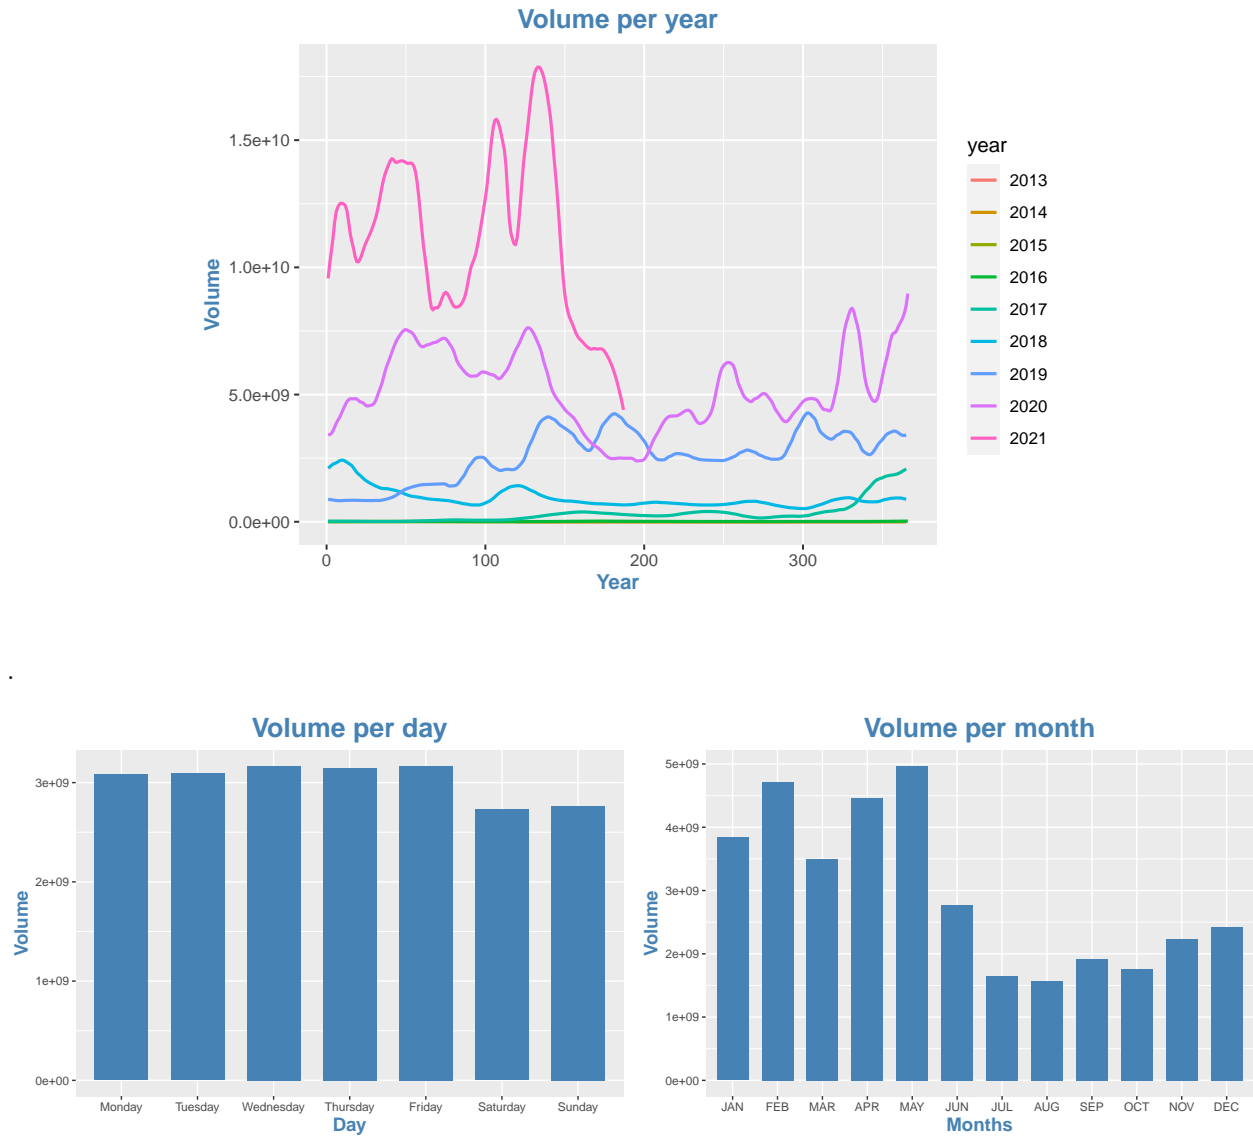 Volume per year
1.5e+10
1.0e+10
5.0e+09
0.0e+00
Volume
0 100 200 300
Year
year
2013
2014
2015
2016
2017
2018
2019
2020
2021
.
Volume per day
3e+09
2e+09
1e+09
0e+00
Volume
Monday Tuesday Wednesday Thursday Friday Saturday Sunday
Day
Volume per month
5e+09
4e+09
3e+09
2e+09
1e+09
0e+00
Volume
JAN FEB MAR APR MAY JUN JUL AUG SEP OCT NOV DEC
Months